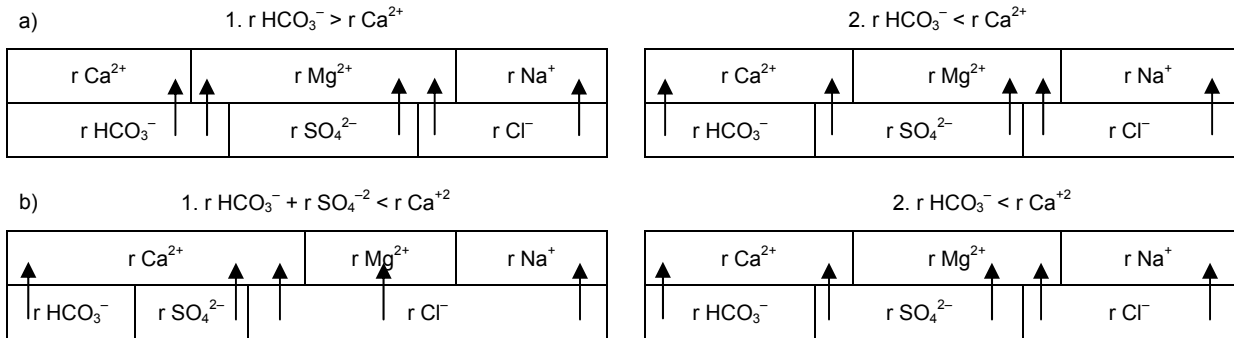 a) 1. r HCO₃⁻ > r Ca²⁺ 2. r HCO₃⁻ < r Ca²⁺
r Ca²⁺ r Mg²⁺ r Na⁺ r Ca²⁺ r Mg²⁺ r Na⁺
r HCO₃⁻ r SO₄²⁻ r Cl⁻ r HCO₃⁻ r SO₄²⁻ r Cl⁻
b) 1. r HCO₃⁻ + r SO₄⁻² < r Ca⁺² 2. r HCO₃⁻ < r Ca⁺²
r Ca²⁺ r Mg²⁺ r Na⁺ r Ca²⁺ r Mg²⁺ r Na⁺
r HCO₃⁻ r SO₄²⁻ r Cl⁻ r HCO₃⁻ r SO₄²⁻ r Cl⁻